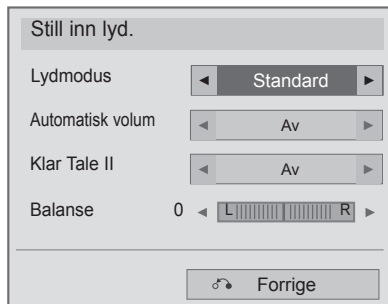 Still inn lyd.
Lydmodus ◄ Standard ►
Automatisk volum ◄ Av ►
Klar Tale II ◄ Av ►
Balanse 0 ◄ L R ►
Forrige